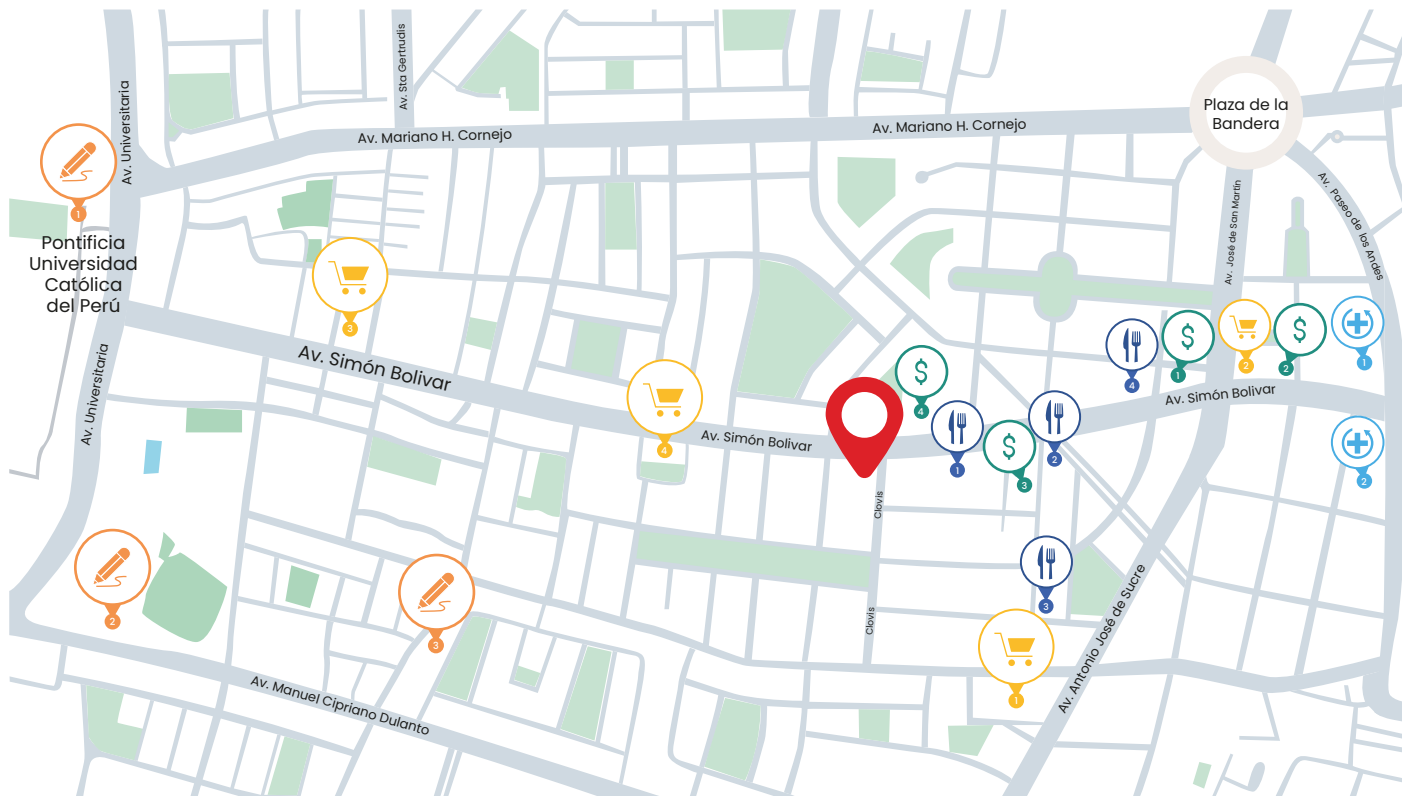 Av. Sta Gertrudis
Av. Universitaria
Plaza de la
Bandera
Av. Mariano H. Cornejo
Av. Mariano H. Cornejo
1
Pontificia
Universidad
Católica
del Perú
Av. José de San Martín
Av. Paseo de los Andes
3
Av. Simón Bolivar
Av. Universitaria
4
1
$
2
$
2
1
$
Av. Simón Bolivar
$
4
4
Av. Simón Bolivar
1
$
3
2
2
Clovis
Clovis
2
3
3
1
Av. Antonio José de Sucre
Av. Manuel Cipriano Dulanto